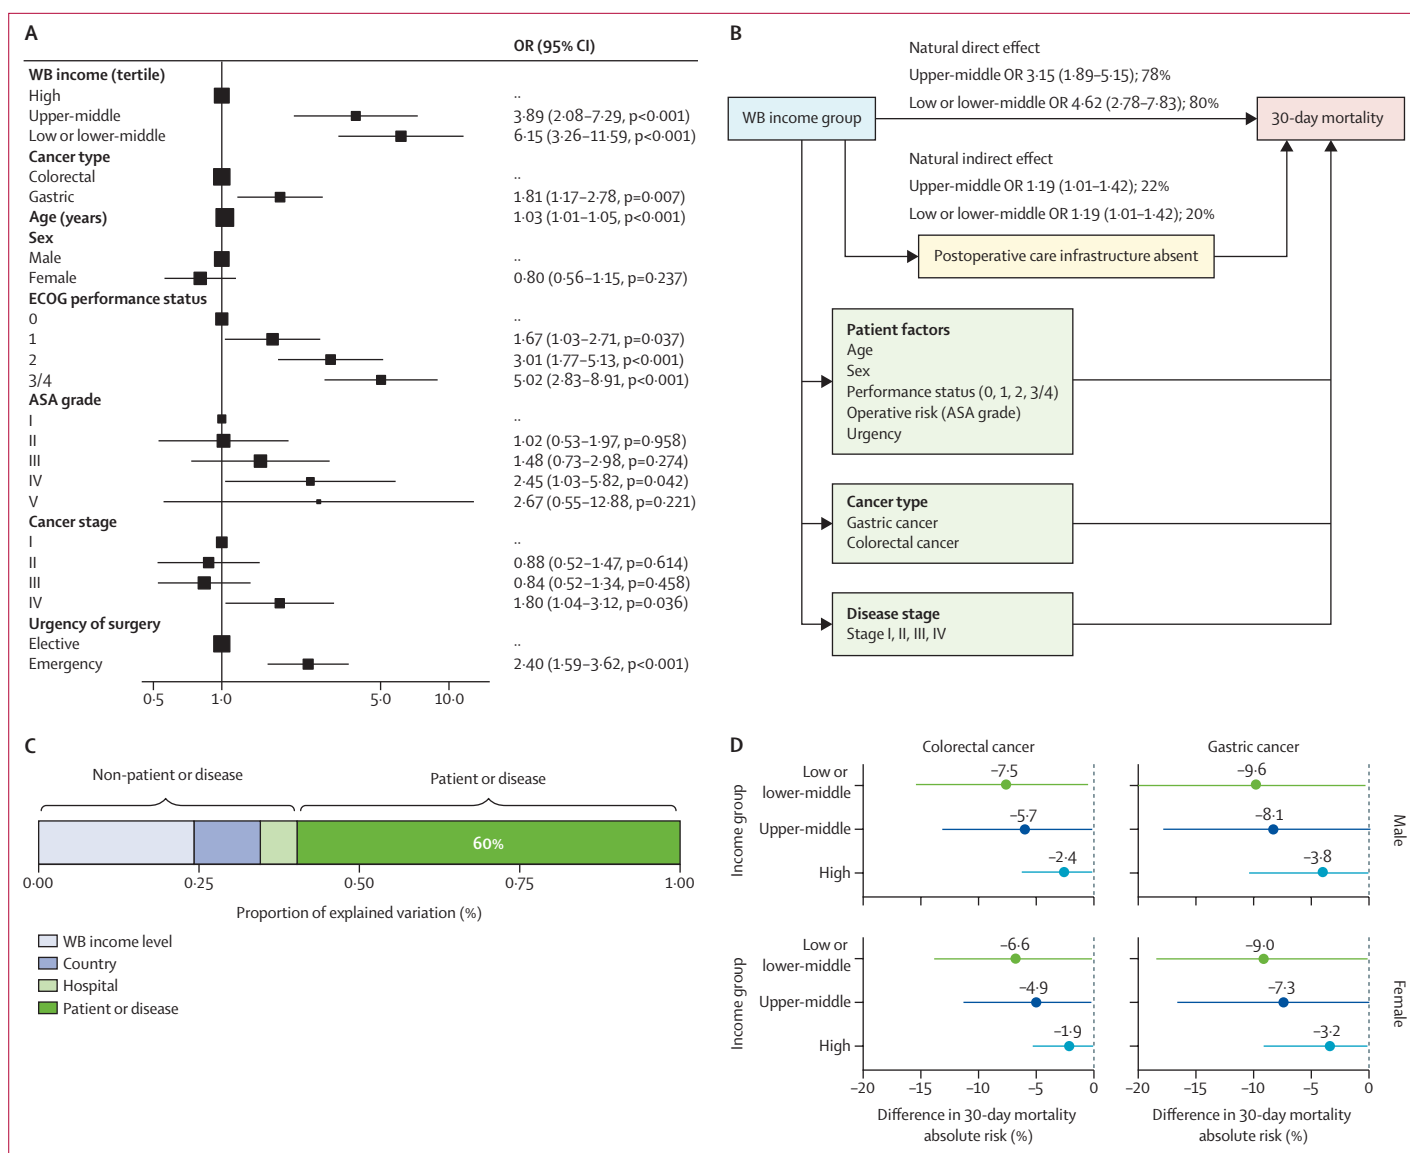 A
OR (95% CI)
WB income (tertile)
High ··
Upper-middle 3·89 (2·08–7·29, p<0·001)
Low or lower-middle 6·15 (3·26–11·59, p<0·001)
Cancer type
Colorectal ··
Gastric 1·81 (1·17–2·78, p=0·007)
Age (years) 1·03 (1·01–1·05, p<0·001)
Sex
Male ··
Female 0·80 (0·56–1·15, p=0·237)
ECOG performance status
0 ··
1 1·67 (1·03–2·71, p=0·037)
2 3·01 (1·77–5·13, p<0·001)
3/4 5·02 (2·83–8·91, p<0·001)
ASA grade
I ··
II 1·02 (0·53–1·97, p=0·958)
III 1·48 (0·73–2·98, p=0·274)
IV 2·45 (1·03–5·82, p=0·042)
V 2·67 (0·55–12·88, p=0·221)
Cancer stage
I ··
II 0·88 (0·52–1·47, p=0·614)
III 0·84 (0·52–1·34, p=0·458)
IV 1·80 (1·04–3·12, p=0·036)
Urgency of surgery
Elective ··
Emergency 2·40 (1·59–3·62, p<0·001)
0·5 1·0 5·0 10·0
B
Natural direct effect
Upper-middle OR 3·15 (1·89–5·15); 78%
Low or lower-middle OR 4·62 (2·78–7·83); 80%
WB income group
30-day mortality
Natural indirect effect
Upper-middle OR 1·19 (1·01–1·42); 22%
Low or lower-middle OR 1·19 (1·01–1·42); 20%
Postoperative care infrastructure absent
Patient factors
Age
Sex
Performance status (0, 1, 2, 3/4)
Operative risk (ASA grade)
Urgency
Cancer type
Gastric cancer
Colorectal cancer
Disease stage
Stage I, II, III, IV
C
Non-patient or disease
Patient or disease
60%
0·00 0·25 0·50 0·75 1·00
Proportion of explained variation (%)
WB income level
Country
Hospital
Patient or disease
D
Colorectal cancer
Gastric cancer
Income group
Low or
lower-middle
Upper-middle
High
–7·5
–5·7
–2·4
–9·6
–8·1
–3·8
Male
Income group
Low or
lower-middle
Upper-middle
High
–6·6
–4·9
–1·9
–9·0
–7·3
–3·2
Female
–20 –15 –10 –5 0
–20 –15 –10 –5 0
Difference in 30-day mortality
absolute risk (%)
Difference in 30-day mortality
absolute risk (%)